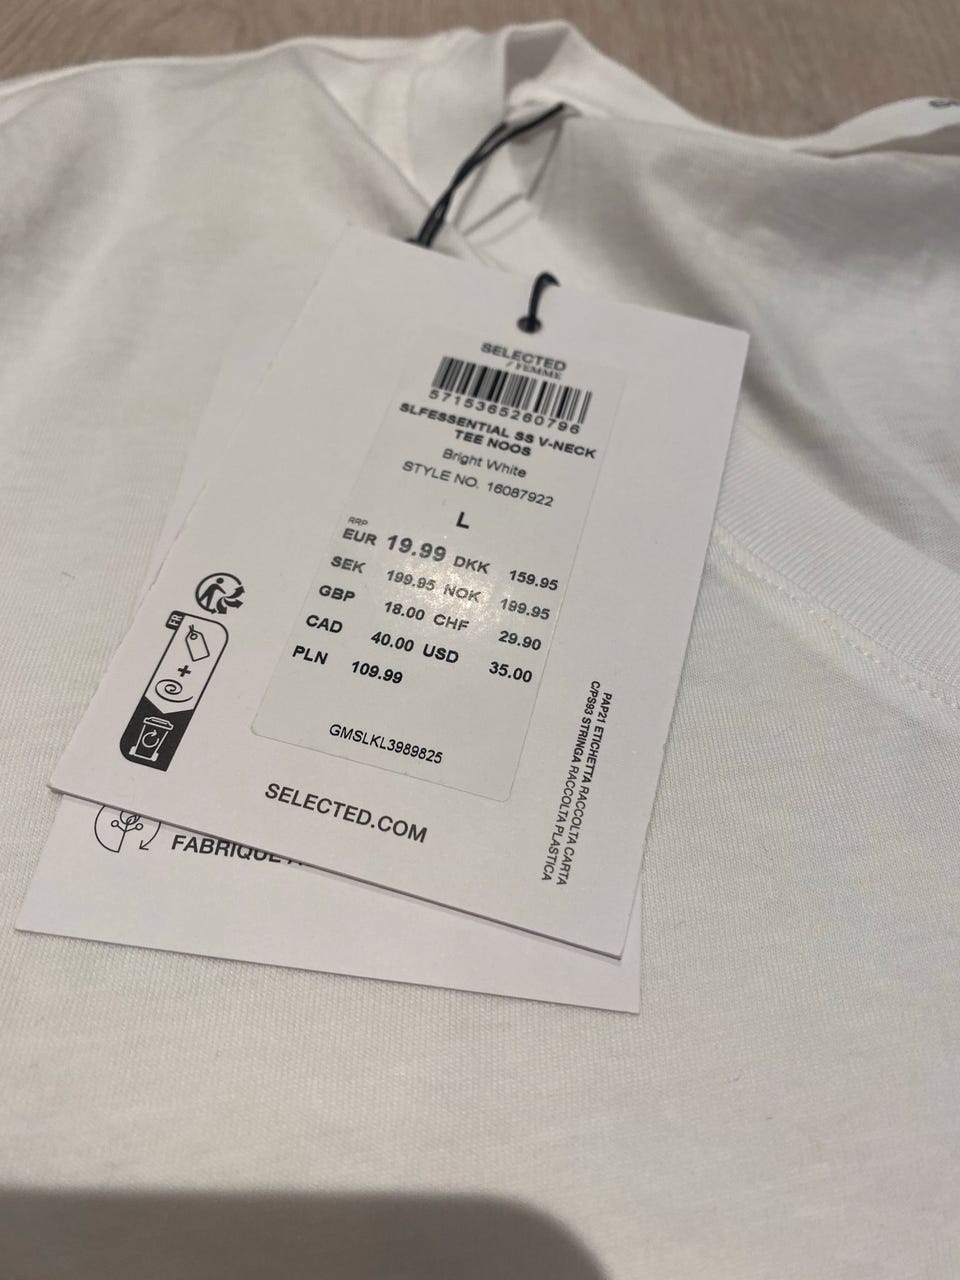 SELECTED
/FEMME
5715365260796
SLFESSENTIAL SS V-NECK
TEE NOOS
Bright White
STYLE NO. 16087922
L
RRP
EUR 19.99 DKK 159.95
SEK 199.95 NOK 199.95
GBP 18.00 CHF 29.90
CAD 40.00 USD 35.00
PLN 109.99
GMSLKL3989825
SELECTED.COM
FR
PAP21 ETICHETTA RACCOLTA CARTA
C/PS93 STRINGA RACCOLTA PLASTICA
FABRIQUÉ